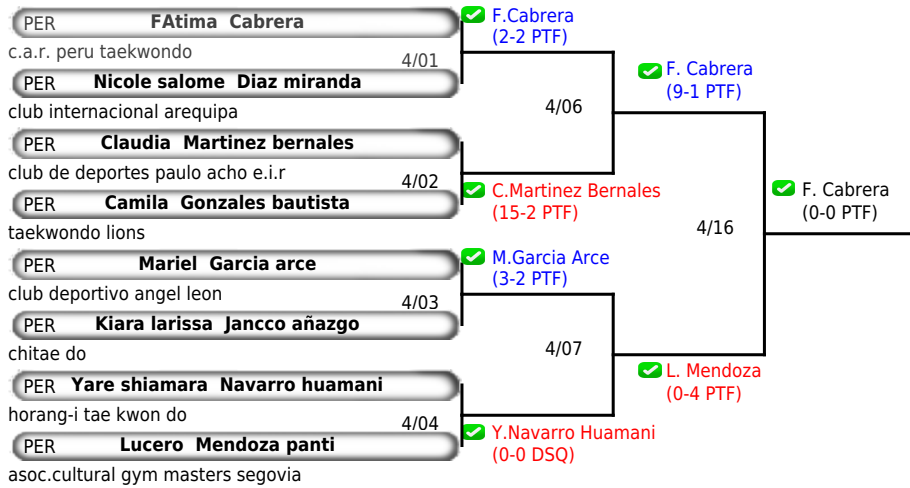 PER FAtima Cabrera
c.a.r. peru taekwondo
4/01
PER Nicole salome Diaz miranda
club internacional arequipa
PER Claudia Martinez bernales
club de deportes paulo acho e.i.r
4/02
PER Camila Gonzales bautista
taekwondo lions
PER Mariel Garcia arce
club deportivo angel leon
4/03
PER Kiara larissa Jancco añazgo
chitae do
PER Yare shiamara Navarro huamani
horang-i tae kwon do
4/04
PER Lucero Mendoza panti
asoc.cultural gym masters segovia
F.Cabrera
(2-2 PTF)
4/06
C.Martinez Bernales
(15-2 PTF)
M.Garcia Arce
(3-2 PTF)
4/07
Y.Navarro Huamani
(0-0 DSQ)
F. Cabrera
(9-1 PTF)
4/16
L. Mendoza
(0-4 PTF)
F. Cabrera
(0-0 PTF)